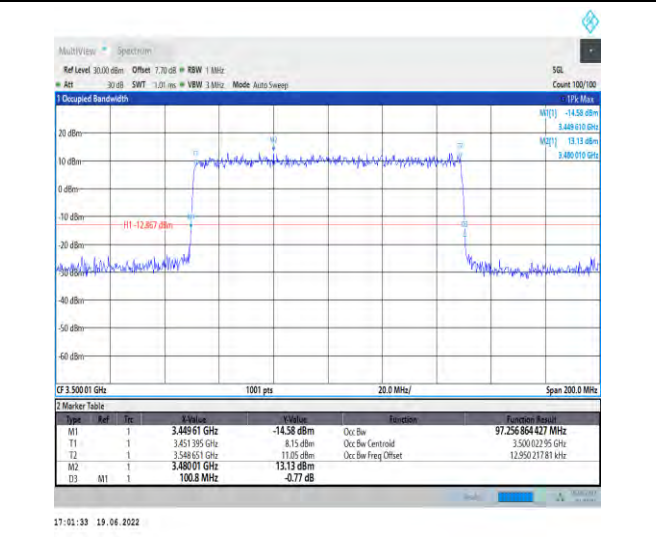 MultiView Spectrum
Ref Level 30.00 dBm Offset 7.70 dB RBW 1 MHz SGL
Att 30 dB SWT 1.01 ms VBW 3 MHz Mode Auto Sweep Count 100/100
1 Occupied Bandwidth 1Pk Max
M1[1] -14.58 dBm
3.449 610 GHz
M2[1] 13.13 dBm
3.480 010 GHz
20 dBm
M2
10 dBm
0 dBm
-10 dBm
H1 -12.867 dBm
-20 dBm
-30 dBm
-40 dBm
-50 dBm
-60 dBm
CF 3.500 01 GHz 1001 pts 20.0 MHz/ Span 200.0 MHz
2 Marker Table
Type Ref Trc X-Value Y-Value Function Function Result
M1 1 3.449 61 GHz -14.58 dBm Occ Bw 97.256 864 427 MHz
T1 1 3.451 395 GHz 8.15 dBm Occ Bw Centroid 3.500 022 95 GHz
T2 1 3.548 651 GHz 11.05 dBm Occ Bw Freq Offset 12.950 217 81 kHz
M2 1 3.480 01 GHz 13.13 dBm
D3 M1 1 100.8 MHz -0.77 dB
17:01:33 19.06.2022